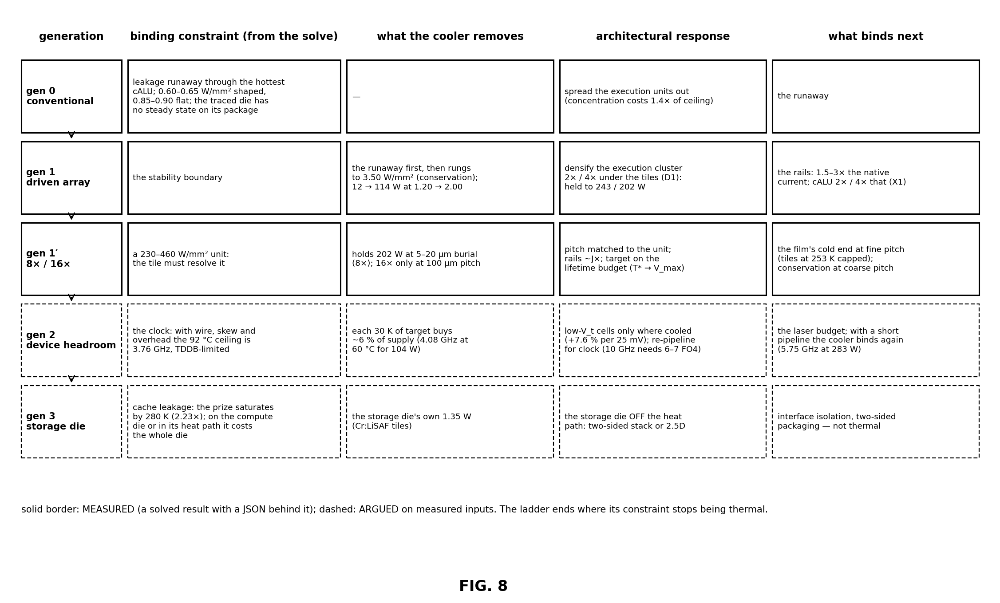 generation
binding constraint (from the solve)
what the cooler removes
architectural response
what binds next
gen 0
conventional
leakage runaway through the hottest
cALU; 0.60–0.65 W/mm² shaped,
0.85–0.90 flat; the traced die has
no steady state on its package
—
spread the execution units out
(concentration costs 1.4× of ceiling)
the runaway
gen 1
driven array
the stability boundary
the runaway first, then rungs
to 3.50 W/mm² (conservation);
12 → 114 W at 1.20 → 2.00
densify the execution cluster
2× / 4× under the tiles (D1):
held to 243 / 202 W
the rails: 1.5–3× the native
current; cALU 2× / 4× that (X1)
gen 1′
8× / 16×
a 230–460 W/mm² unit:
the tile must resolve it
holds 202 W at 5–20 µm burial
(8×); 16× only at 100 µm pitch
pitch matched to the unit;
rails ~J×; target on the
lifetime budget (T* → V_max)
the film's cold end at fine pitch
(tiles at 253 K capped);
conservation at coarse pitch
gen 2
device headroom
the clock: with wire, skew and
overhead the 92 °C ceiling is
3.76 GHz, TDDB-limited
each 30 K of target buys
~6 % of supply (4.08 GHz at
60 °C for 104 W)
low-V_t cells only where cooled
(+7.6 % per 25 mV); re-pipeline
for clock (10 GHz needs 6–7 FO4)
the laser budget; with a short
pipeline the cooler binds again
(5.75 GHz at 283 W)
gen 3
storage die
cache leakage: the prize saturates
by 280 K (2.23×); on the compute
die or in its heat path it costs
the whole die
the storage die's own 1.35 W
(Cr:LiSAF tiles)
the storage die OFF the heat
path: two-sided stack or 2.5D
interface isolation, two-sided
packaging — not thermal
solid border: MEASURED (a solved result with a JSON behind it); dashed: ARGUED on measured inputs. The ladder ends where its constraint stops being thermal.
FIG. 8